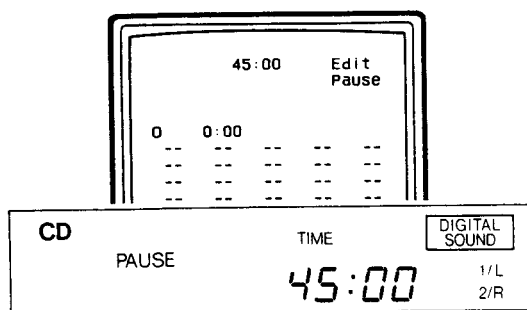 45:00 Edit
Pause
0 0:00
-- -- -- -- --
-- -- -- -- --
-- -- -- -- --
-- -- -- -- --
CD TIME DIGITAL SOUND
PAUSE 45:00 1/L
2/R